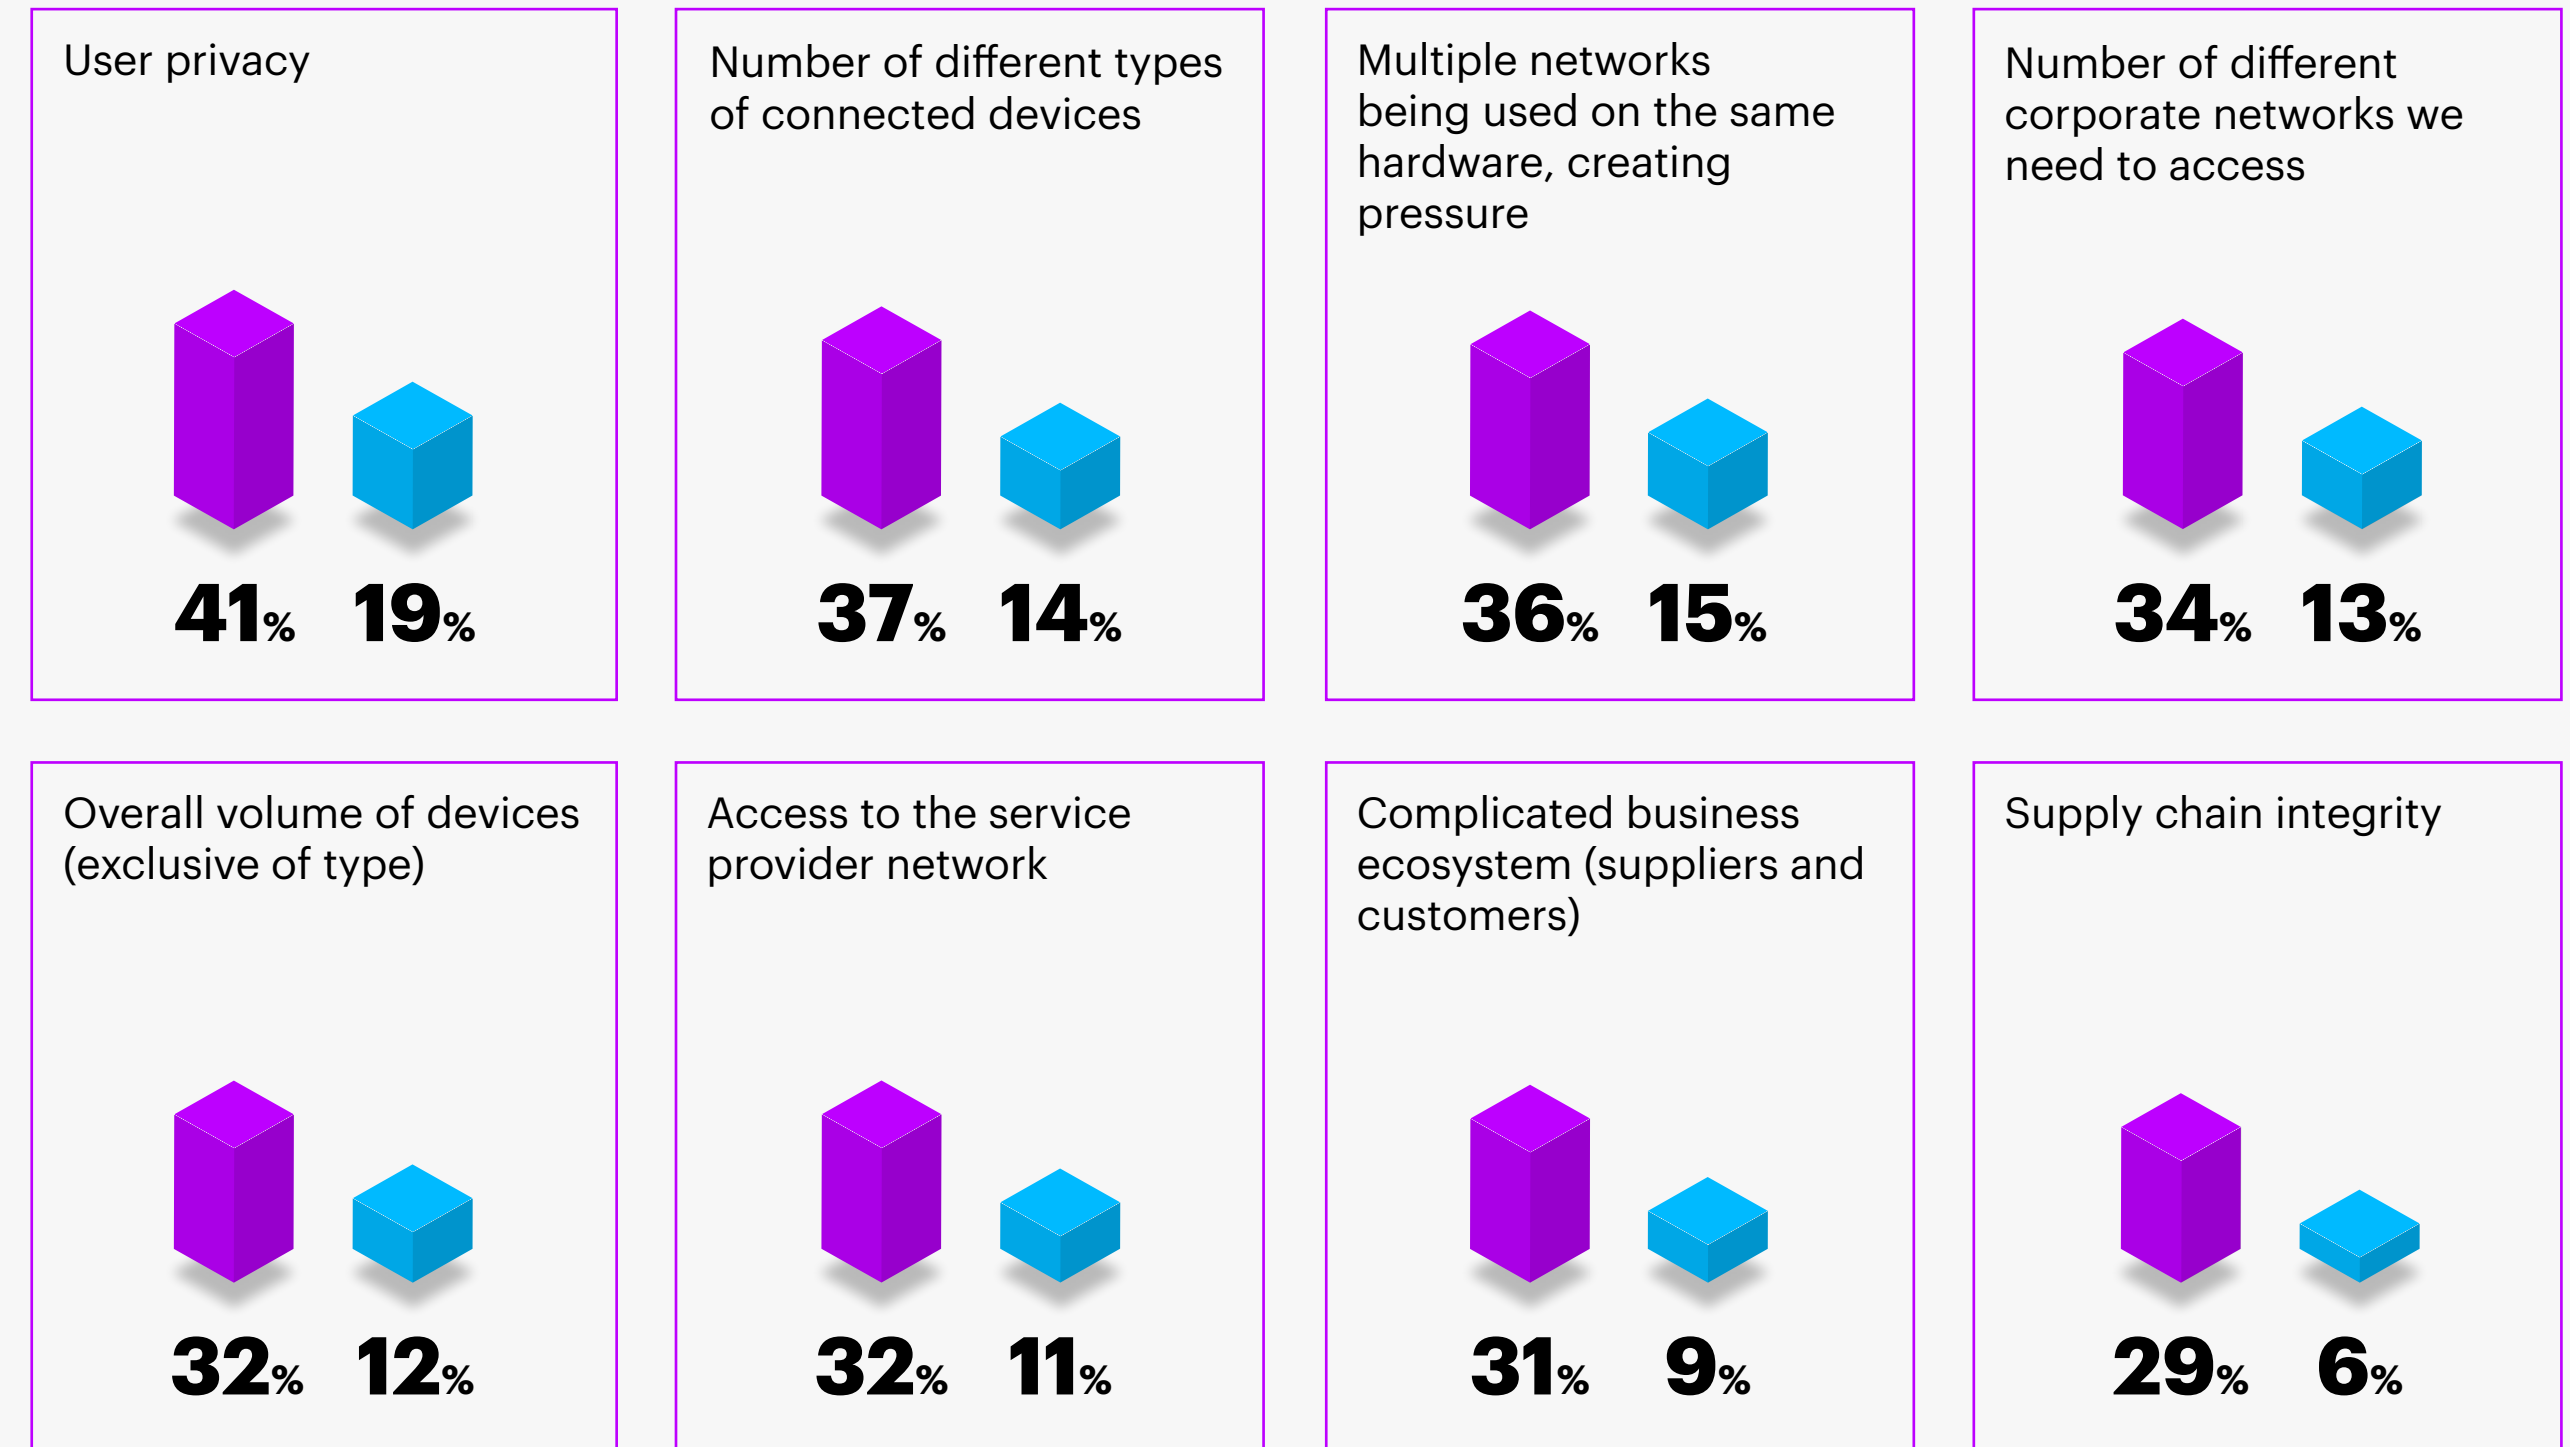 User privacy
41% 19%
Number of different types
of connected devices
37% 14%
Multiple networks
being used on the same
hardware, creating
pressure
36% 15%
Number of different
corporate networks we
need to access
34% 13%
Overall volume of devices
(exclusive of type)
32% 12%
Access to the service
provider network
32% 11%
Complicated business
ecosystem (suppliers and
customers)
31% 9%
Supply chain integrity
29% 6%